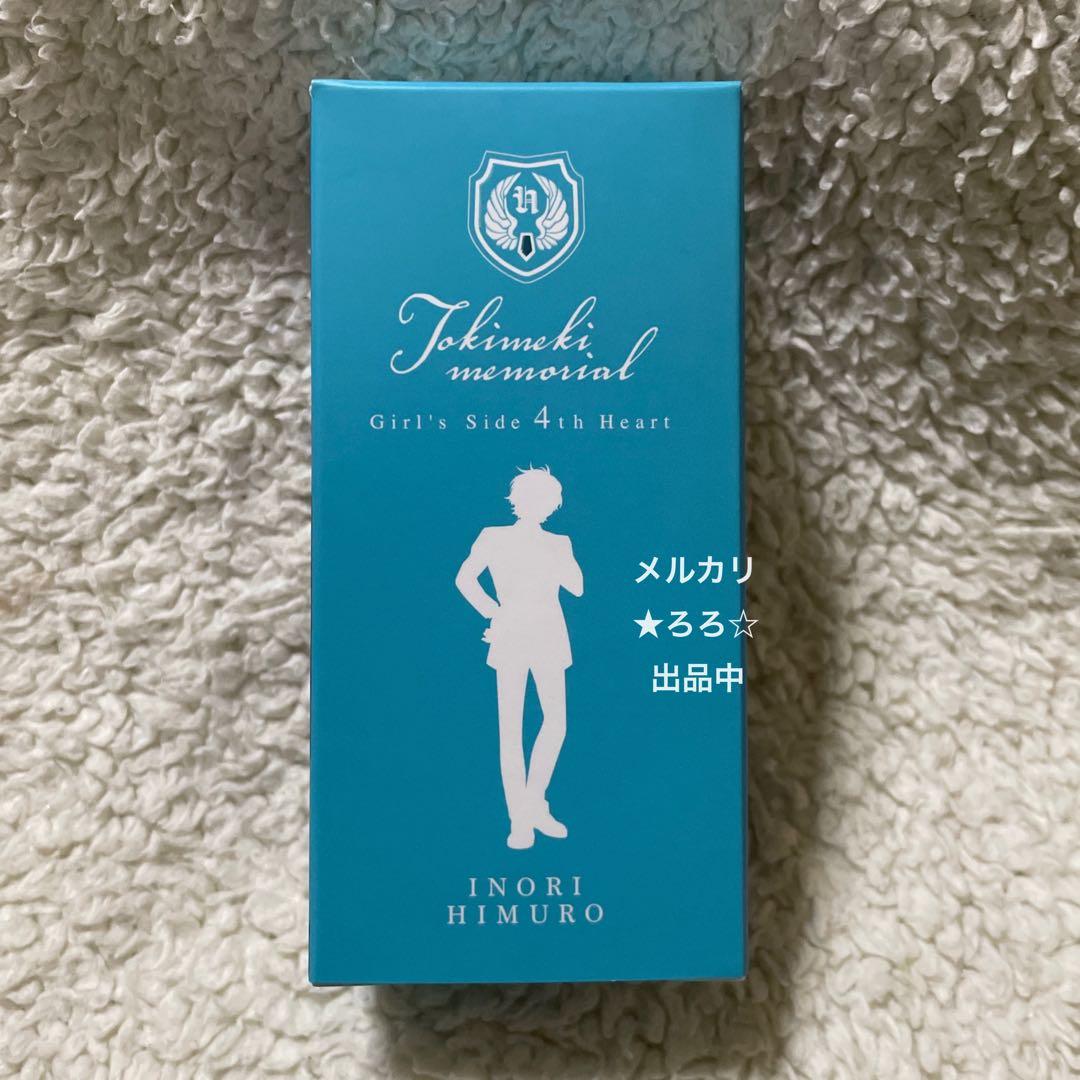 н
Tokimeki
memorial
Girl's Side 4th Heart
メルカリ
★ろろ☆
出品中
INORI
HIMURO